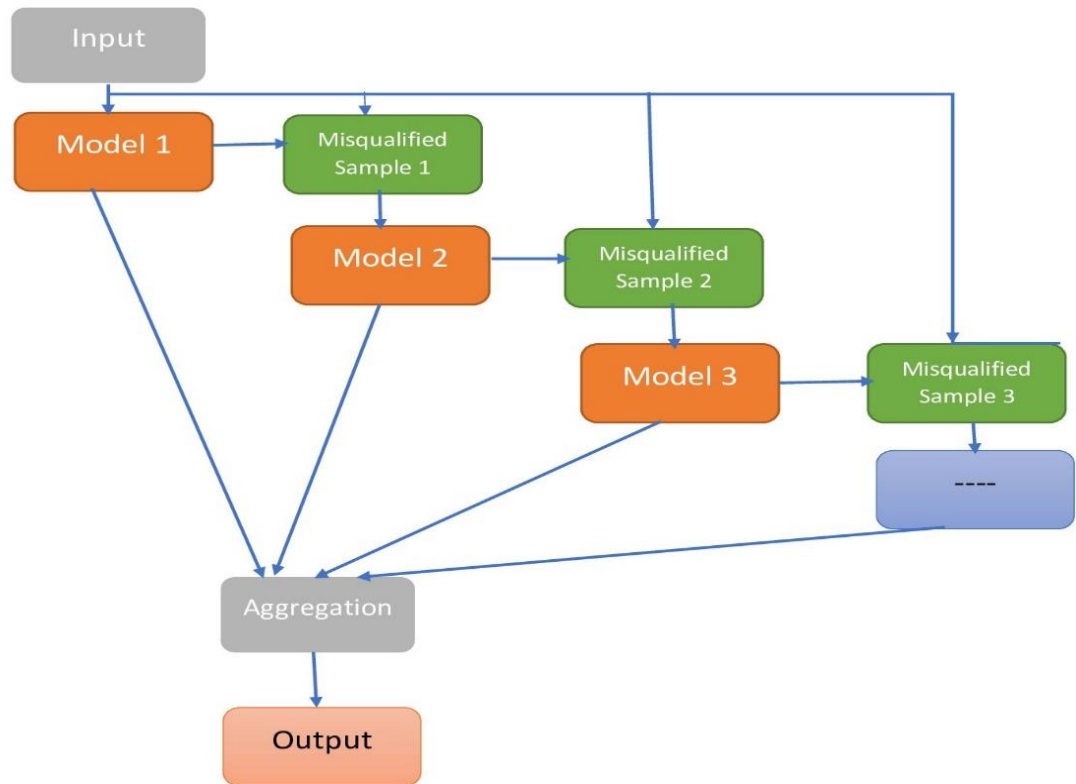 Input
Model 1
Misqualified
Sample 1
Model 2
Misqualified
Sample 2
Model 3
Misqualified
Sample 3
----
Aggregation
Output